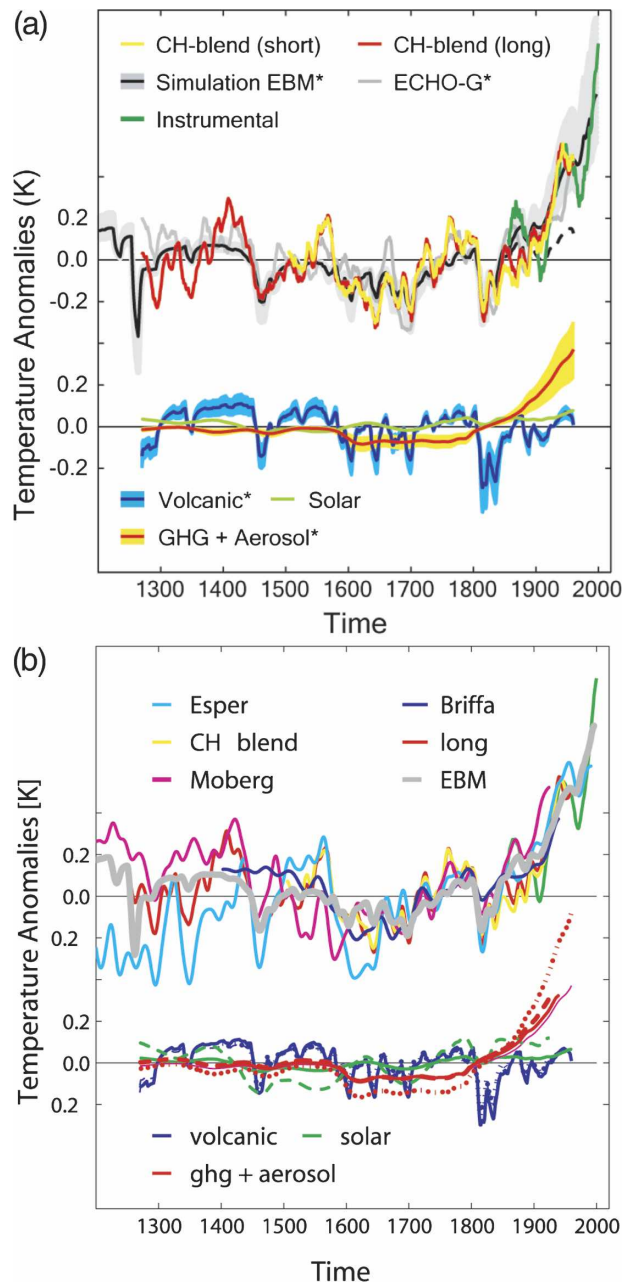 (a)
CH-blend (short) CH-blend (long)
Simulation EBM* ECHO-G*
Instrumental
Temperature Anomalies (K)
0.2
0.0
-0.2
0.2
0.0
-0.2
Volcanic* Solar
GHG + Aerosol*
1300 1400 1500 1600 1700 1800 1900 2000
Time
(b)
Esper Briffa
CH blend long
Moberg EBM
Temperature Anomalies [K]
0.2
0.0
0.2
0.2
0.0
0.2
volcanic solar
ghg + aerosol
1300 1400 1500 1600 1700 1800 1900 2000
Time